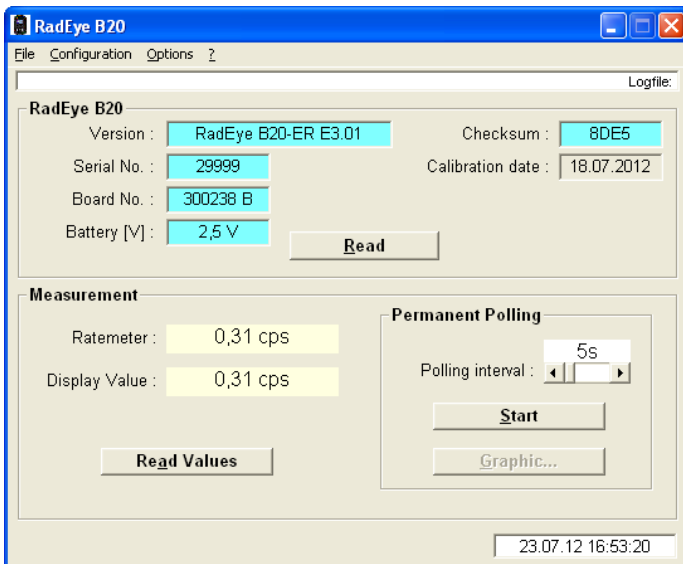 RadEye B20
File Configuration Options ?
Logfile:
RadEye B20
Version : RadEye B20-ER E3.01 Checksum : 8DE5
Serial No. : 29999 Calibration date : 18.07.2012
Board No. : 300238 B
Battery [V] : 2,5 V
Read
Measurement
Ratemeter : 0,31 cps
Display Value : 0,31 cps
Read Values
Permanent Polling
5s
Polling interval :
Start
Graphic...
23.07.12 16:53:20